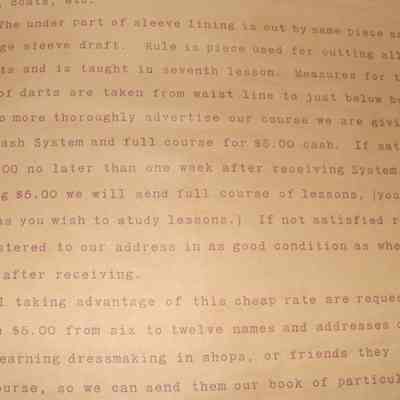 , coats, etc.
The under part of sleeve lining is cut by same piece
ge sleeve draft. Rule is piece used for cutting all
ts and is taught in seventh lesson. Measures for t
of darts are taken from waist line to just below b
o more thoroughly advertise our course we are givi
ash System and full course for $5.00 cash. If sat
00 no later than one week after receiving System
g $5.00 we will send full course of lessons, (you
as you wish to study lessons.) If not satisfied r
stered to our address in as good condition as whe
after receiving.
l taking advantage of this cheap rate are reques
$5.00 from six to twelve names and addresses o
earning dressmaking in shops, or friends they
ourse, so we can send them our book of particul